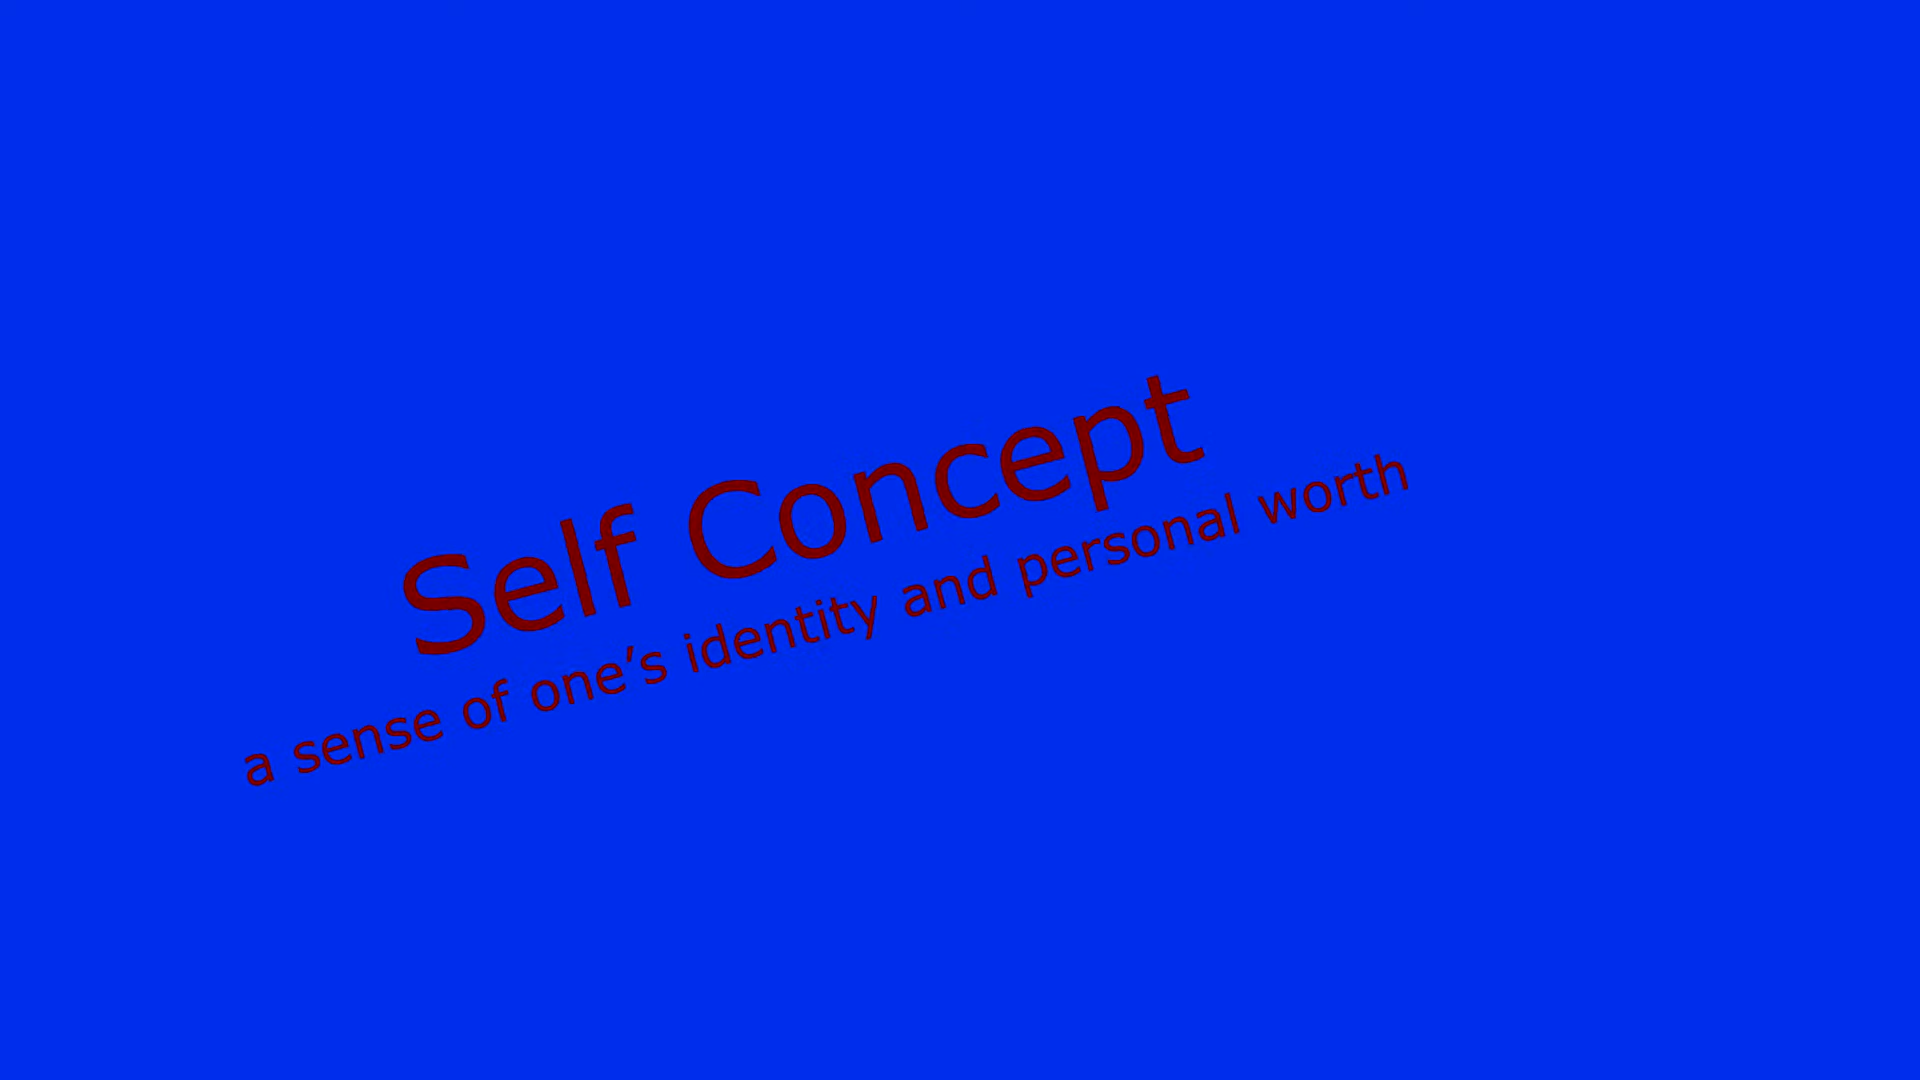 Self Concept
a sense of one’s identity and personal worth